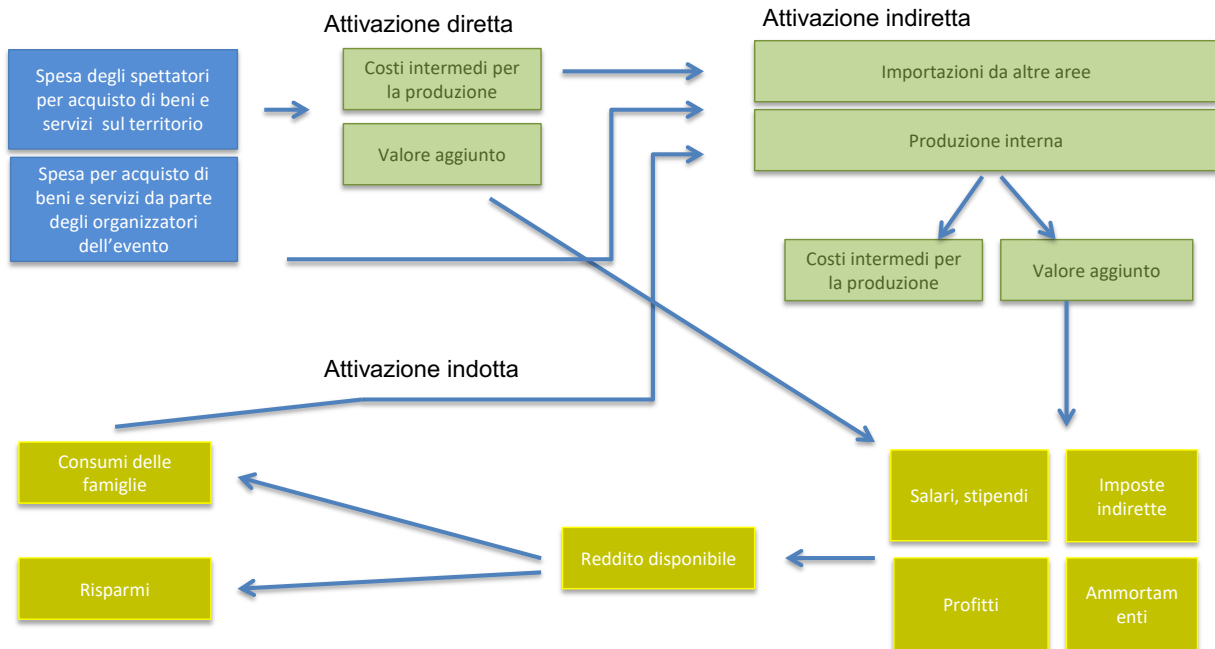 Attivazione diretta
Attivazione indiretta
Spesa degli spettatori
per acquisto di beni e
servizi sul territorio
Costi intermedi per
la produzione
Importazioni da altre aree
Valore aggiunto
Produzione interna
Spesa per acquisto di
beni e servizi da parte
degli organizzatori
dell’evento
Costi intermedi per
la produzione
Valore aggiunto
Attivazione indotta
Consumi delle
famiglie
Salari, stipendi
Imposte
indirette
Reddito disponibile
Risparmi
Profitti
Ammortam
enti